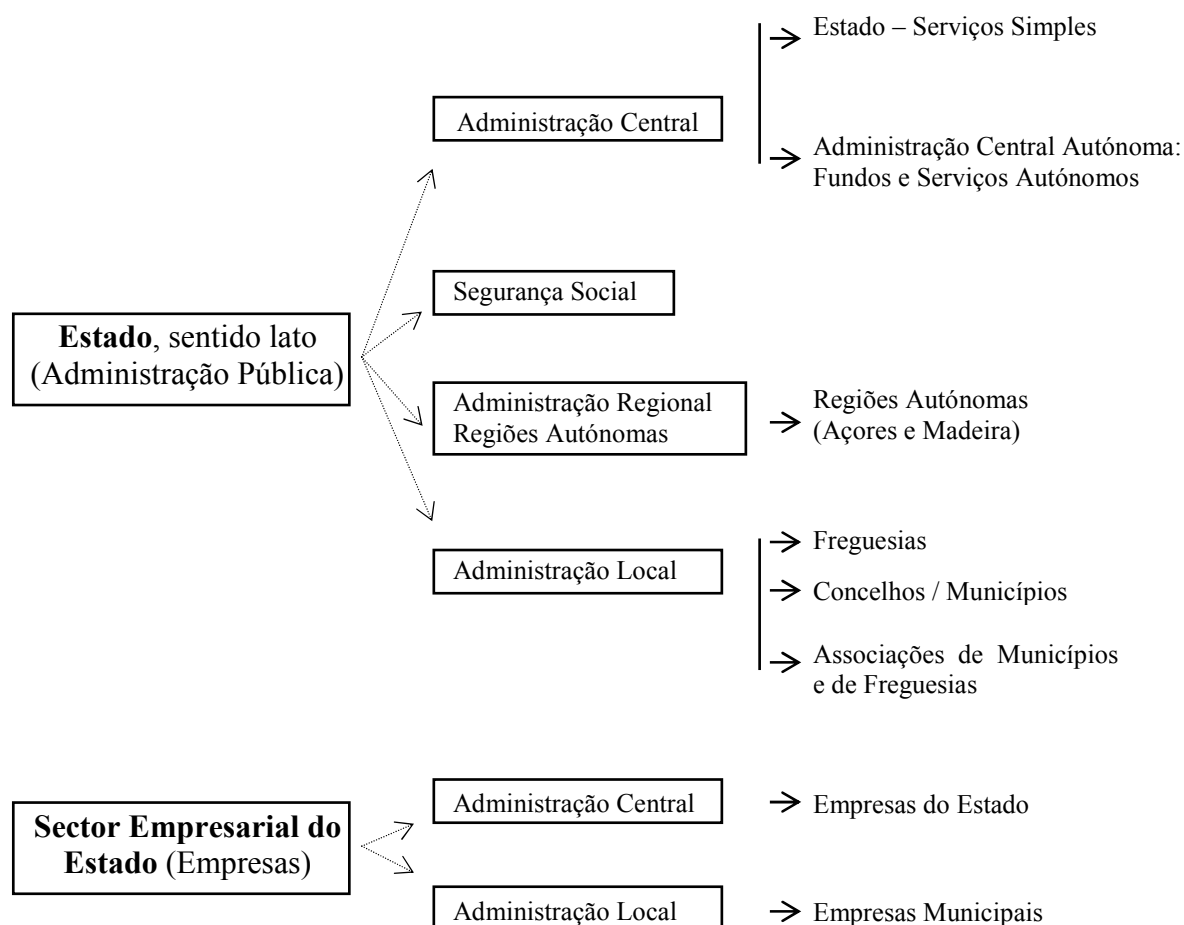 Estado – Serviços Simples
Administração Central
Administração Central Autónoma:
Fundos e Serviços Autónomos
Segurança Social
Estado, sentido lato
(Administração Pública)
Administração Regional
Regiões Autónomas
Regiões Autónomas
(Açores e Madeira)
Freguesias
Administração Local
Concelhos / Municípios
Associações de Municípios
e de Freguesias
Administração Central
Empresas do Estado
Sector Empresarial do
Estado (Empresas)
Administração Local
Empresas Municipais